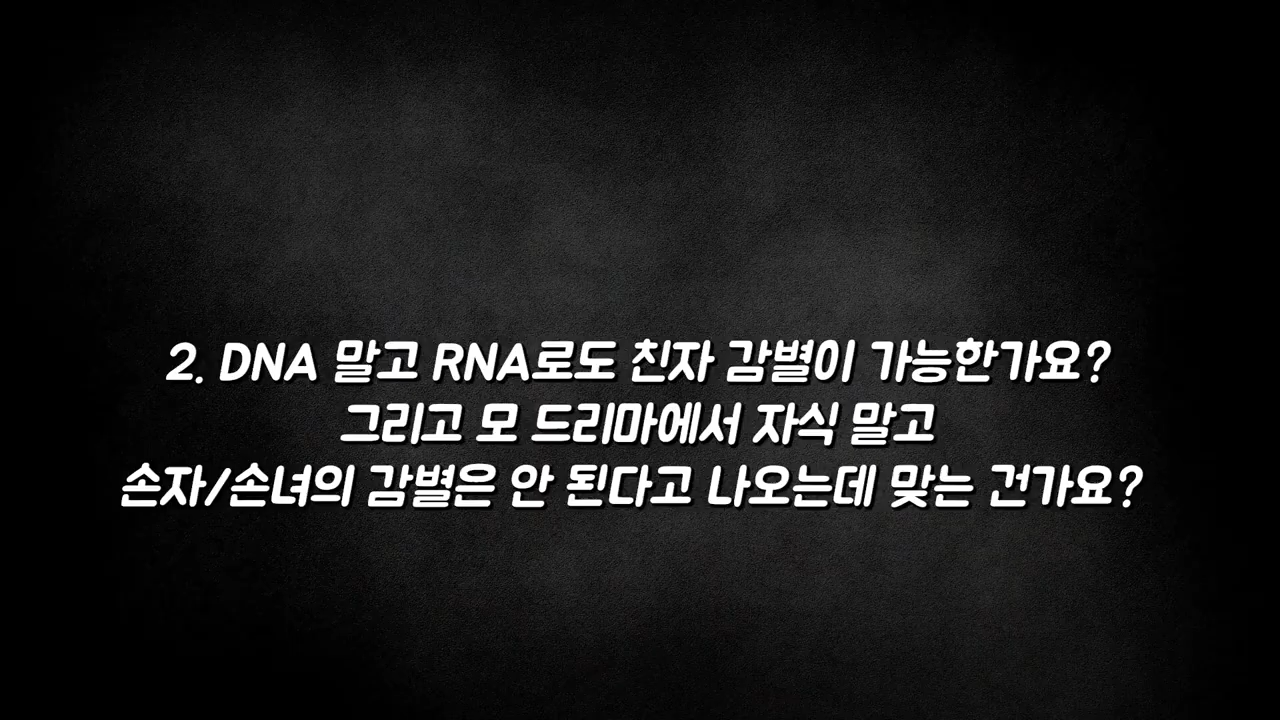 2. DNA 말고 RNA로도 친자 감별이 가능한가요?
그리고 모 드리마에서 자식 말고
손자/손녀의 감별은 안 된다고 나오는데 맞는 건가요?